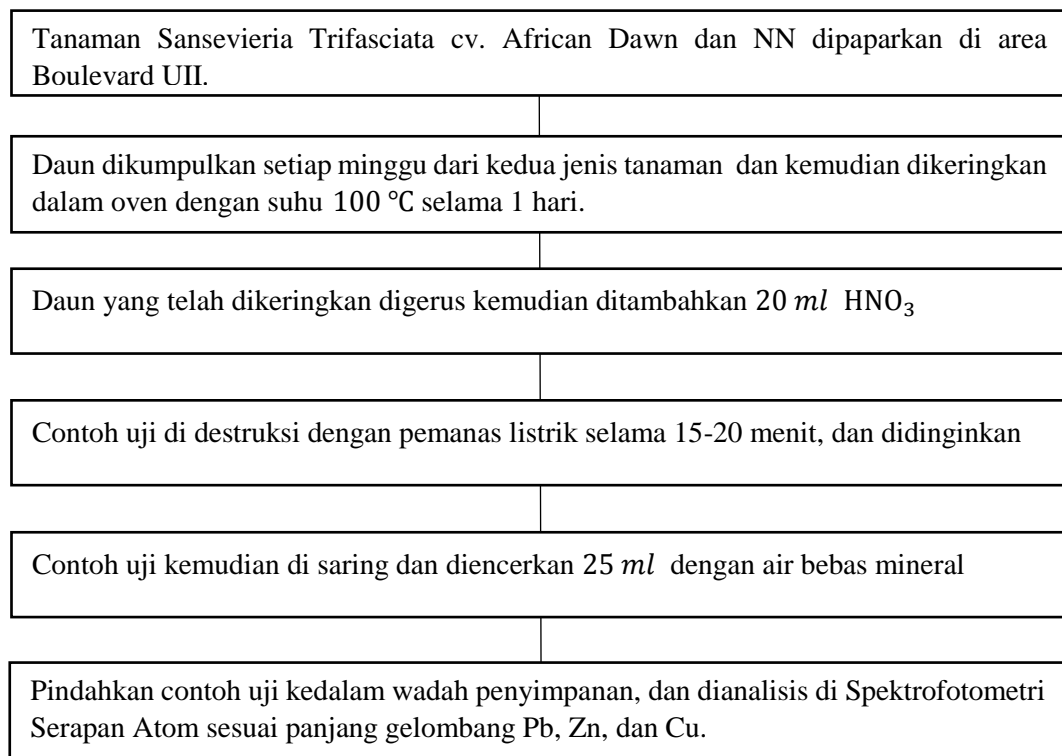 Tanaman Sansevieria Trifasciata cv. African Dawn dan NN dipaparkan di area
Boulevard UII.
Daun dikumpulkan setiap minggu dari kedua jenis tanaman dan kemudian dikeringkan
dalam oven dengan suhu 100 ℃ selama 1 hari.
Daun yang telah dikeringkan digerus kemudian ditambahkan 20 ml HNO₃
Contoh uji di destruksi dengan pemanas listrik selama 15-20 menit, dan didinginkan
Contoh uji kemudian di saring dan diencerkan 25 ml dengan air bebas mineral
Pindahkan contoh uji kedalam wadah penyimpanan, dan dianalisis di Spektrofotometri
Serapan Atom sesuai panjang gelombang Pb, Zn, dan Cu.